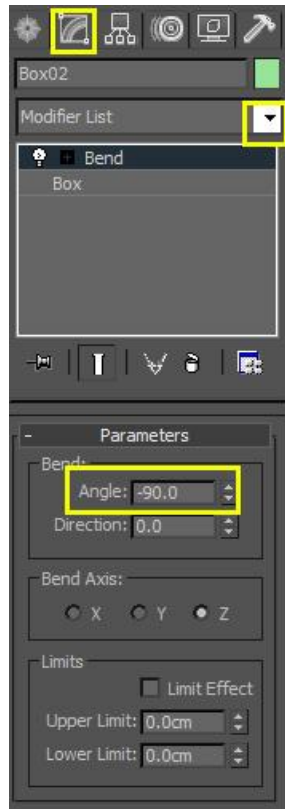 Box02
Modifier List
Bend
Box
- Parameters
Bend:
Angle: -90.0
Direction: 0.0
Bend Axis:
X Y Z
Limits
Limit Effect
Upper Limit: 0.0cm
Lower Limit: 0.0cm